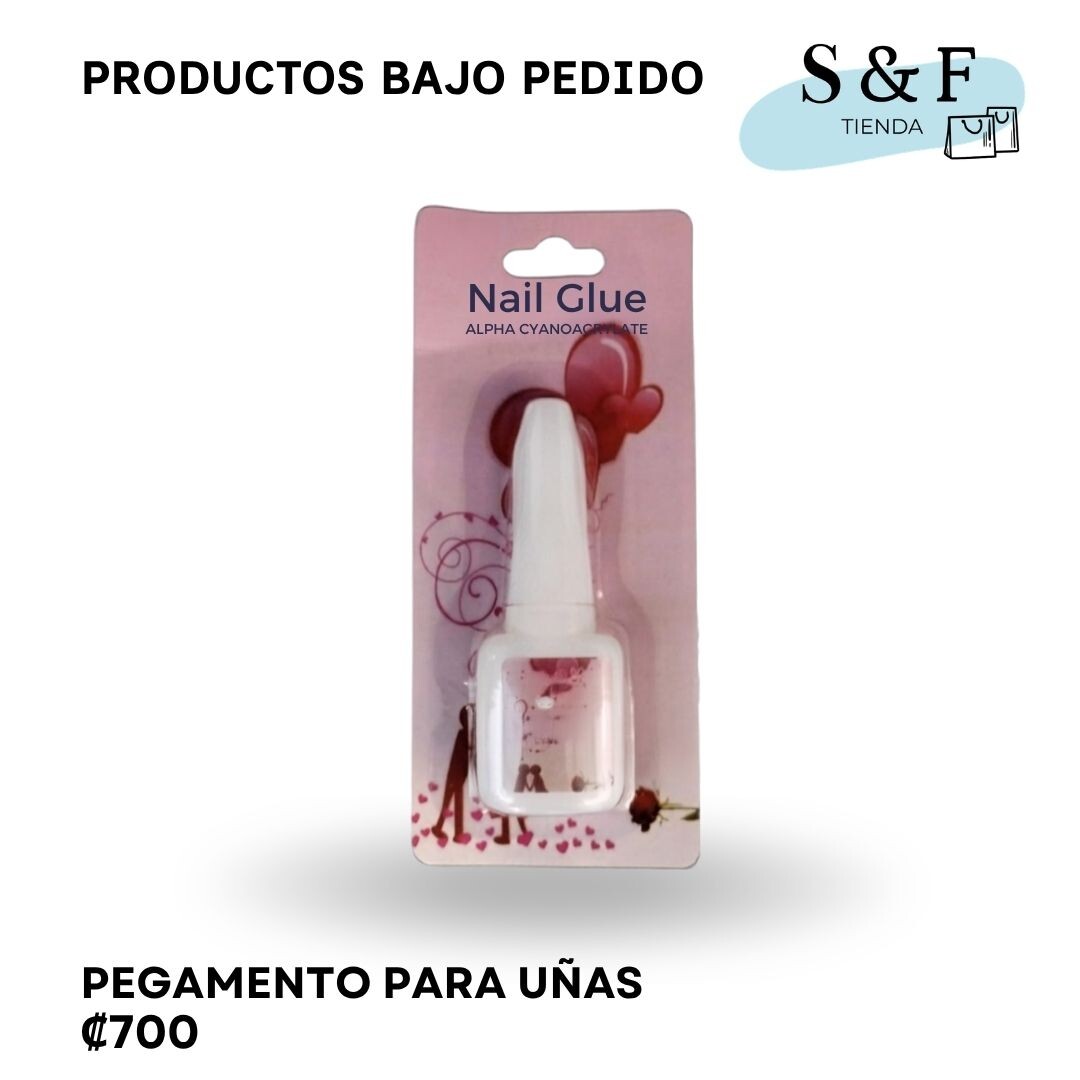 PRODUCTOS BAJO PEDIDO
S & F
TIENDA
Nail Glue
ALPHA CYANOACRYLATE
PEGAMENTO PARA UÑAS
₡700